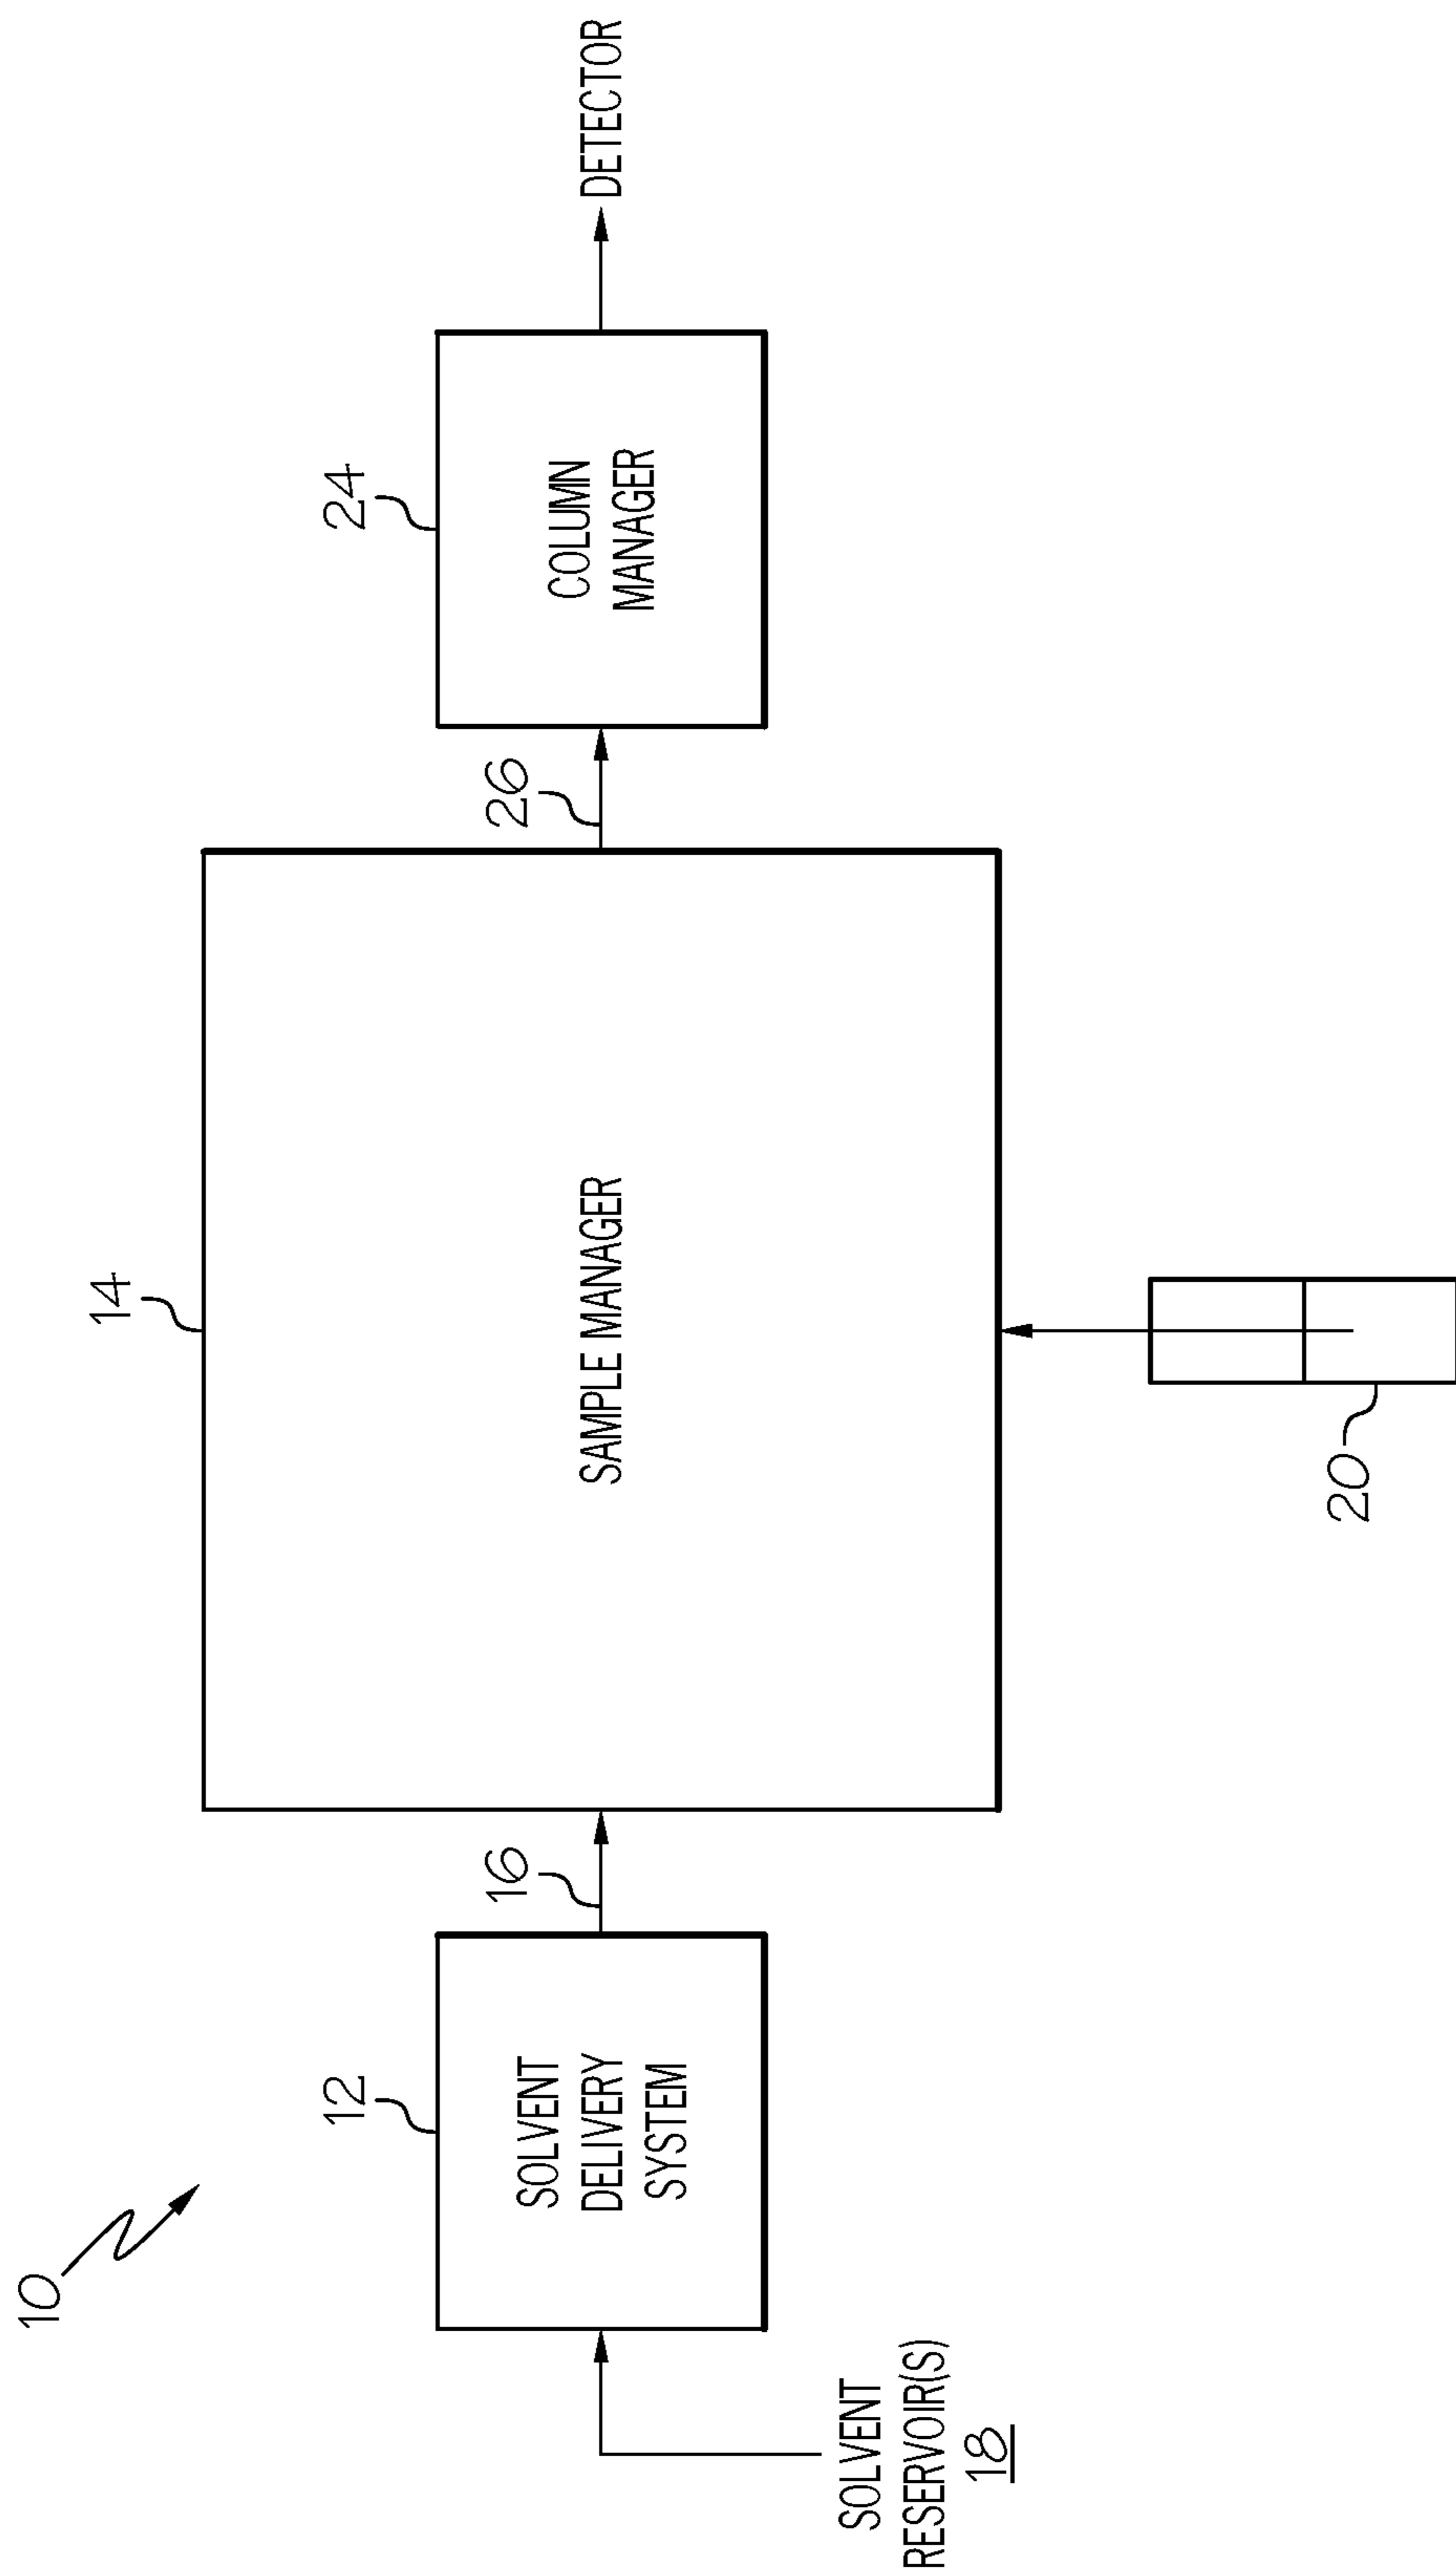 10
12
SOLVENT
DELIVERY
SYSTEM
SOLVENT
RESERVOIR(S)
18
16
14
SAMPLE MANAGER
20
26
24
COLUMN
MANAGER
DETECTOR